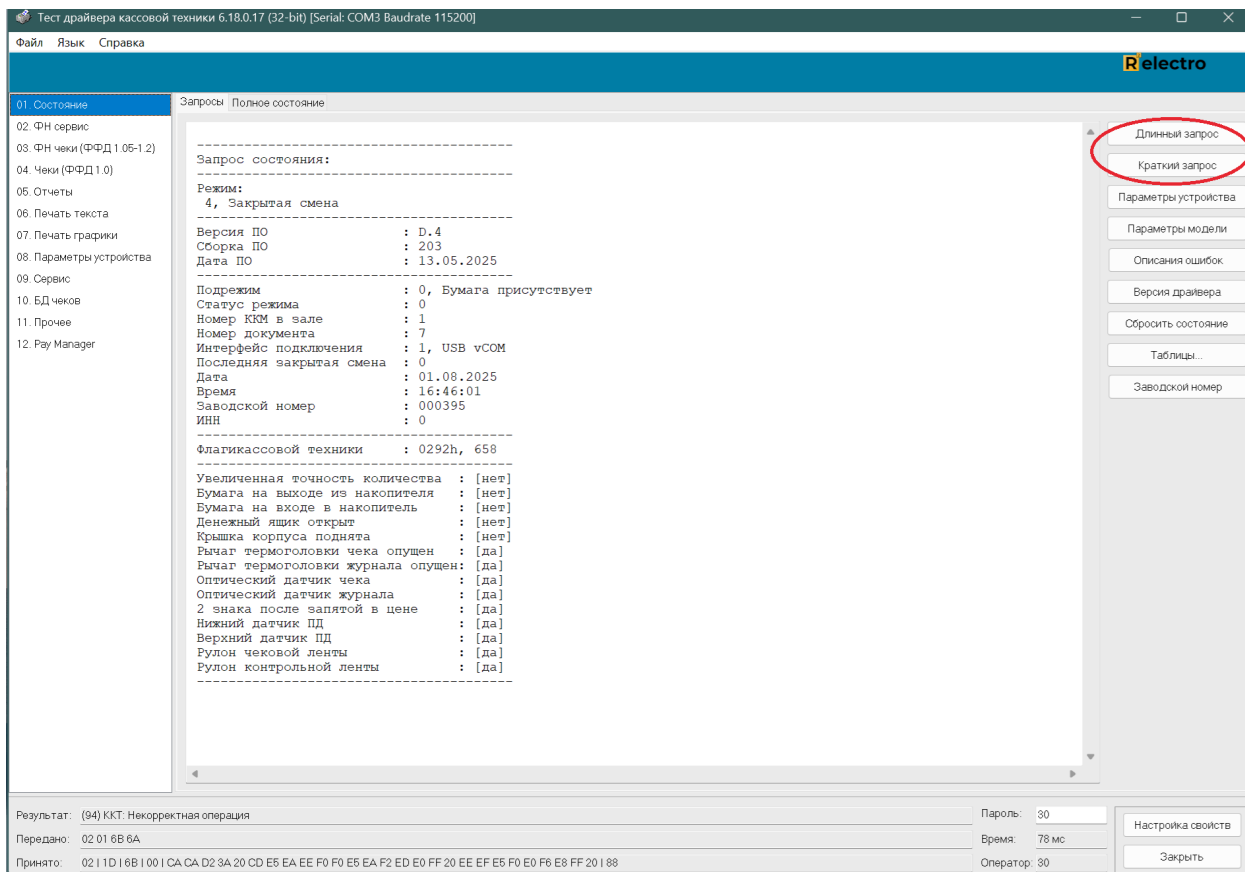 Тест драйвера кассовой техники 6.18.0.17 (32-bit) [Serial: COM3 Baudrate 115200]
Файл Язык Справка
R electro
01. Состояние
02. ФН сервис
03. ФН чеки (ФФД 1.05-1.2)
04. Чеки (ФФД 1.0)
05. Отчеты
06. Печать текста
07. Печать графики
08. Параметры устройства
09. Сервис
10. БД чеков
11. Прочее
12. Pay Manager
Запросы Полное состояние
----------------------------------------
Запрос состояния:
----------------------------------------
Режим:
4, Закрытая смена
----------------------------------------
Версия ПО : D.4
Сборка ПО : 203
Дата ПО : 13.05.2025
----------------------------------------
Подрежим : 0, Бумага присутствует
Статус режима : 0
Номер ККМ в зале : 1
Номер документа : 7
Интерфейс подключения : 1, USB vCOM
Последняя закрытая смена : 0
Дата : 01.08.2025
Время : 16:46:01
Заводской номер : 000395
ИНН : 0
----------------------------------------
Флагикассовой техники : 0292h, 658
----------------------------------------
Увеличенная точность количества : [нет]
Бумага на выходе из накопителя : [нет]
Бумага на входе в накопитель : [нет]
Денежный ящик открыт : [нет]
Крышка корпуса поднята : [нет]
Рычаг термоголовки чека опущен : [да]
Рычаг термоголовки журнала опущен: [да]
Оптический датчик чека : [да]
Оптический датчик журнала : [да]
2 знака после запятой в цене : [да]
Нижний датчик ПД : [да]
Верхний датчик ПД : [да]
Рулон чековой ленты : [да]
Рулон контрольной ленты : [да]
----------------------------------------
Длинный запрос
Краткий запрос
Параметры устройства
Параметры модели
Описания ошибок
Версия драйвера
Сбросить состояние
Таблицы...
Заводской номер
Результат: (94) ККТ: Некорректная операция
Передано: 02 01 6B 6A
Принято: 02 | 1D | 6B | 00 | CA CA D2 3A 20 CD E5 EA EE F0 F0 E5 EA F2 ED E0 FF 20 EE EF E5 F0 E0 F6 E8 FF 20 | 88
Пароль: 30
Время: 78 мс
Оператор: 30
Настройка свойств
Закрыть